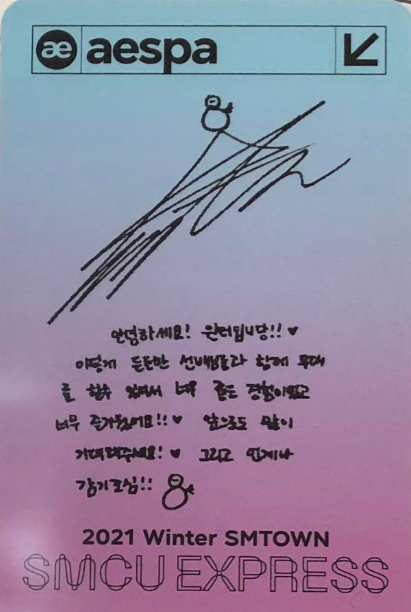 æ aespa
안녕하세요! 윈터입니당!! ♥
이렇게 든든한 선배님들과 함께 무대
를 할수 있어서 너무 좋은 경험이었고
너무 즐거웠어요!! ♥ 앞으로도 많이
기대해주세요! ♥ 그리고 언제나
감기조심!!
2021 Winter SMTOWN
SMCU EXPRESS